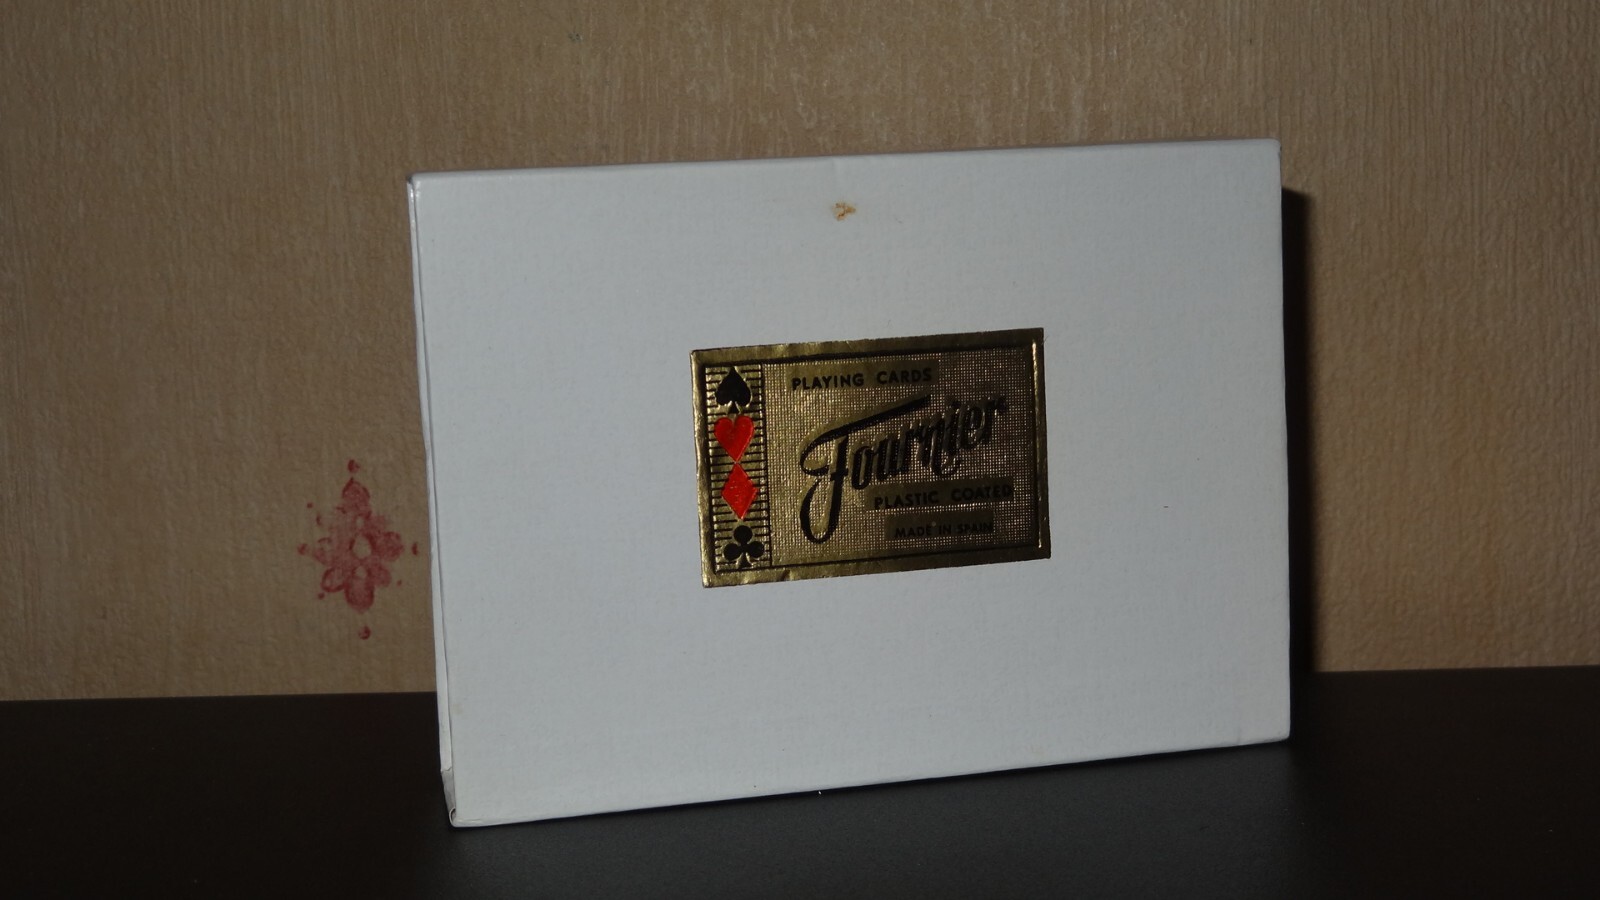 PLAYING CARDS
Fournier
PLASTIC COATED
MADE IN SPAIN